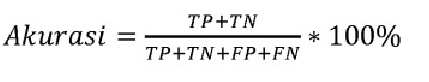 Akurasi = TP+TN / TP+TN+FP+FN * 100%